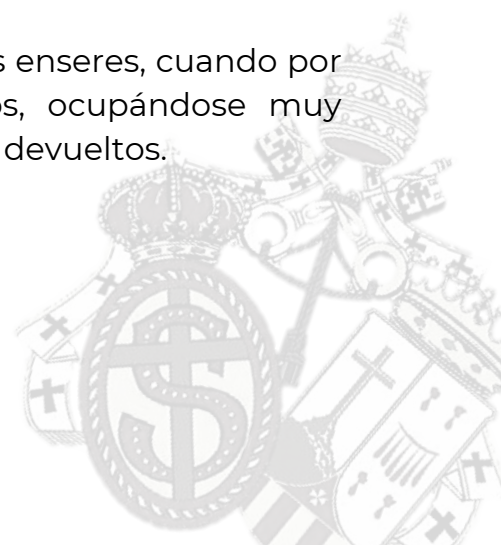 s enseres, cuando por
os, ocupándose muy
devueltos.